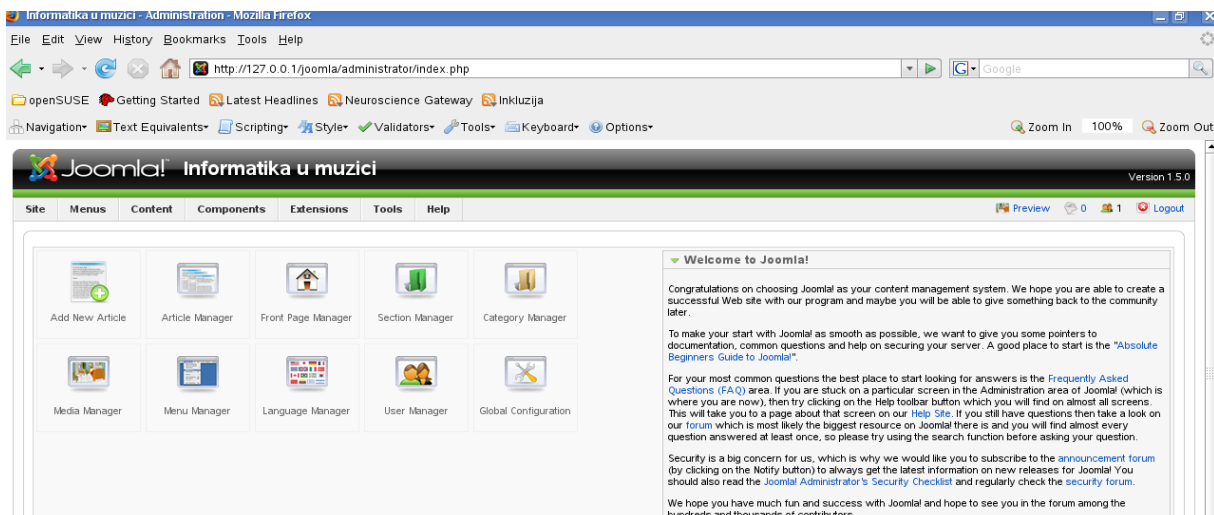 Informatika u muzici - Administration - Mozilla Firefox
File Edit View History Bookmarks Tools Help
http://127.0.0.1/joomla/administrator/index.php
G Google
openSUSE Getting Started Latest Headlines Neuroscience Gateway Inkluzija
Navigation Text Equivalents Scripting Style Validators Tools Keyboard Options Zoom In 100% Zoom Out
Joomla! Informatika u muzici
Version 1.5.0
Site Menus Content Components Extensions Tools Help Preview 0 1 Logout
Add New Article Article Manager Front Page Manager Section Manager Category Manager
Media Manager Menu Manager Language Manager User Manager Global Configuration
Welcome to Joomla!
Congratulations on choosing Joomla! as your content management system. We hope you are able to create a
successful Web site with our program and maybe you will be able to give something back to the community
later.
To make your start with Joomla! as smooth as possible, we want to give you some pointers to
documentation, common questions and help on securing your server. A good place to start is the "Absolute
Beginners Guide to Joomla!".
For your most common questions the best place to start looking for answers is the Frequently Asked
Questions (FAQ) area. If you are stuck on a particular screen in the Administration area of Joomla! (which is
where you are now), then try clicking on the Help toolbar button which you will find on almost all screens.
This will take you to a page about that screen on our Help Site. If you still have questions then take a look on
our forum which is most likely the biggest resource on Joomla! there is and you will find almost every
question answered at least once, so please try using the search function before asking your question.
Security is a big concern for us, which is why we would like you to subscribe to the announcement forum
(by clicking on the Notify button) to always get the latest information on new releases for Joomla! You
should also read the Joomla! Administrator's Security Checklist and regularly check the security forum.
We hope you have much fun and success with Joomla! and hope to see you in the forum among the
hundreds and thousands of contributors.